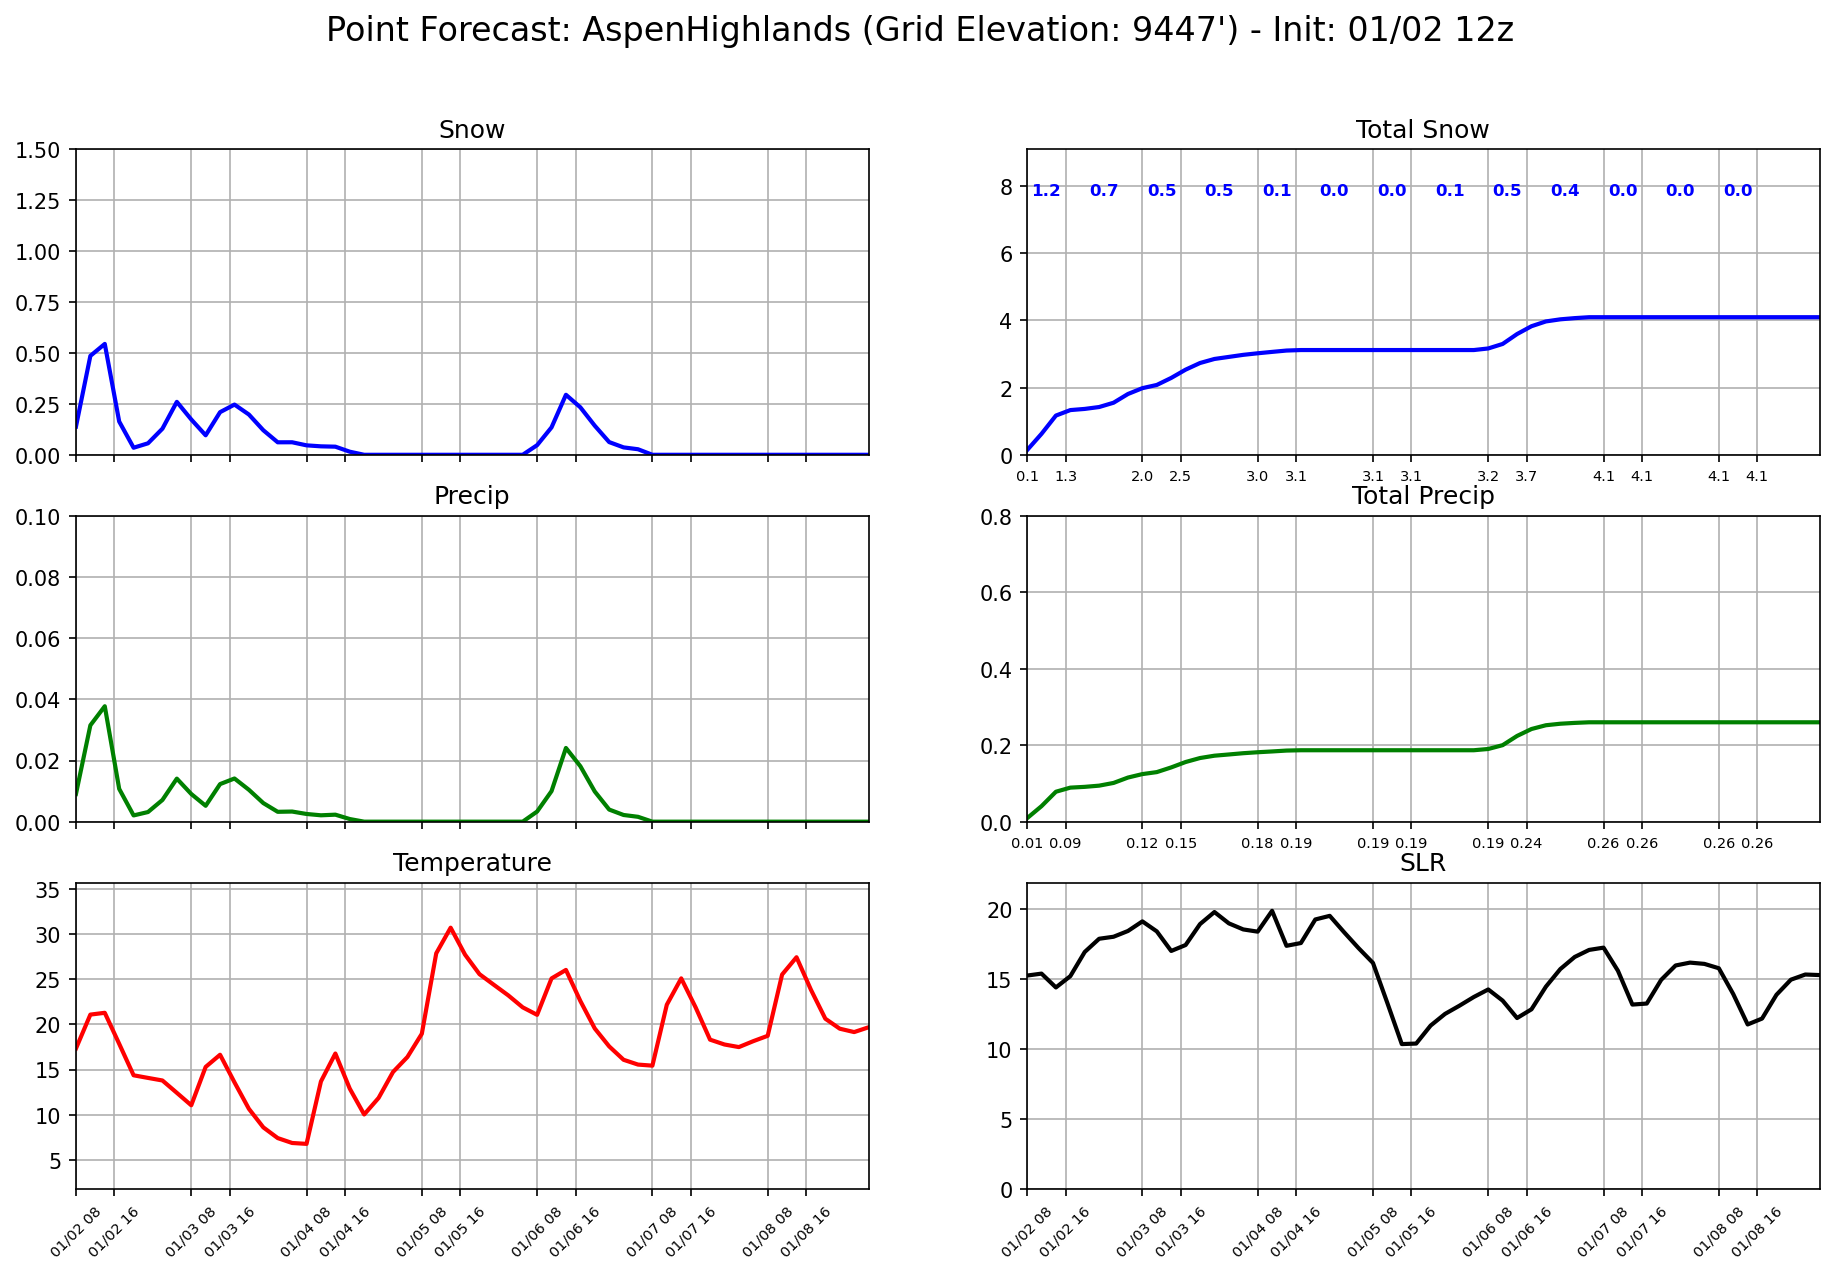 Point Forecast: AspenHighlands (Grid Elevation: 9447') - Init: 01/02 12z
Snow
1.50
1.25
1.00
0.75
0.50
0.25
0.00
Total Snow
8
6
4
2
0
1.2 0.7 0.5 0.5 0.1 0.0 0.0 0.1 0.5 0.4 0.0 0.0 0.0
0.1 1.3 2.0 2.5 3.0 3.1 3.1 3.1 3.2 3.7 4.1 4.1 4.1 4.1
Precip
0.10
0.08
0.06
0.04
0.02
0.00
Total Precip
0.8
0.6
0.4
0.2
0.0
0.01 0.09 0.12 0.15 0.18 0.19 0.19 0.19 0.19 0.24 0.26 0.26 0.26 0.26
Temperature
35
30
25
20
15
10
5
01/02 08 01/02 16 01/03 08 01/03 16 01/04 08 01/04 16 01/05 08 01/05 16 01/06 08 01/06 16 01/07 08 01/07 16 01/08 08 01/08 16
SLR
20
15
10
5
0
01/02 08 01/02 16 01/03 08 01/03 16 01/04 08 01/04 16 01/05 08 01/05 16 01/06 08 01/06 16 01/07 08 01/07 16 01/08 08 01/08 16